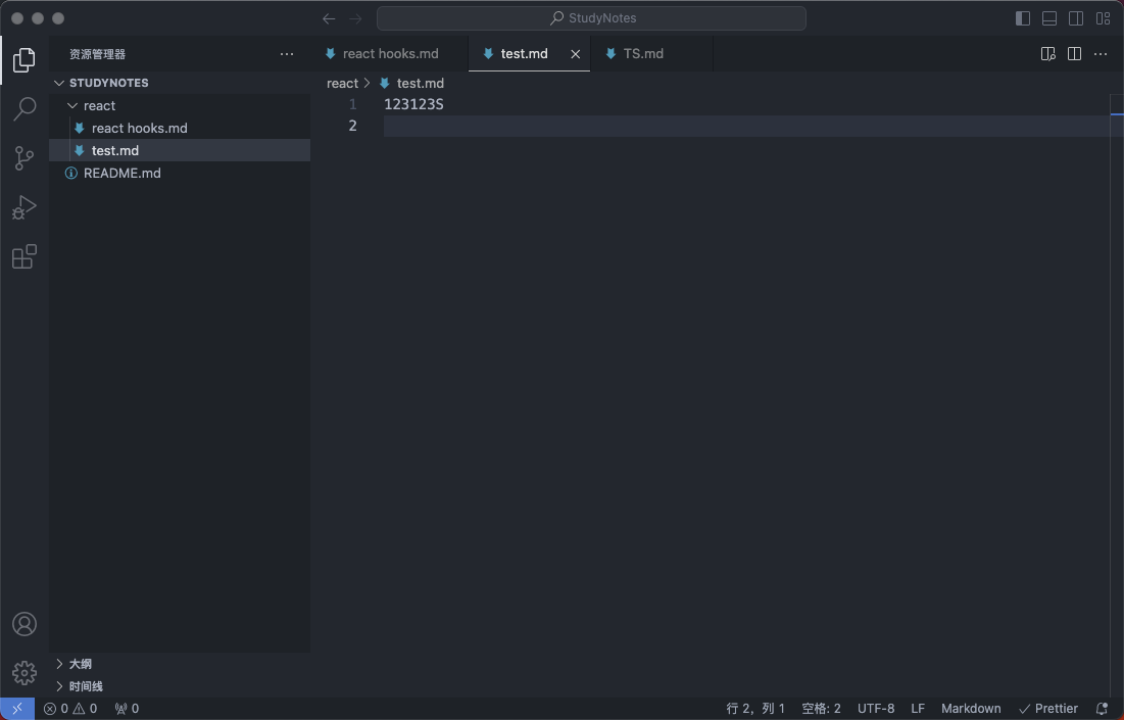 StudyNotes
资源管理器
react hooks.md
test.md
TS.md
STUDYNOTES
react
react hooks.md
test.md
README.md
react > test.md
1 123123S
2
大纲
时间线
0 0 0
行 2，列 1 空格: 2 UTF-8 LF Markdown Prettier